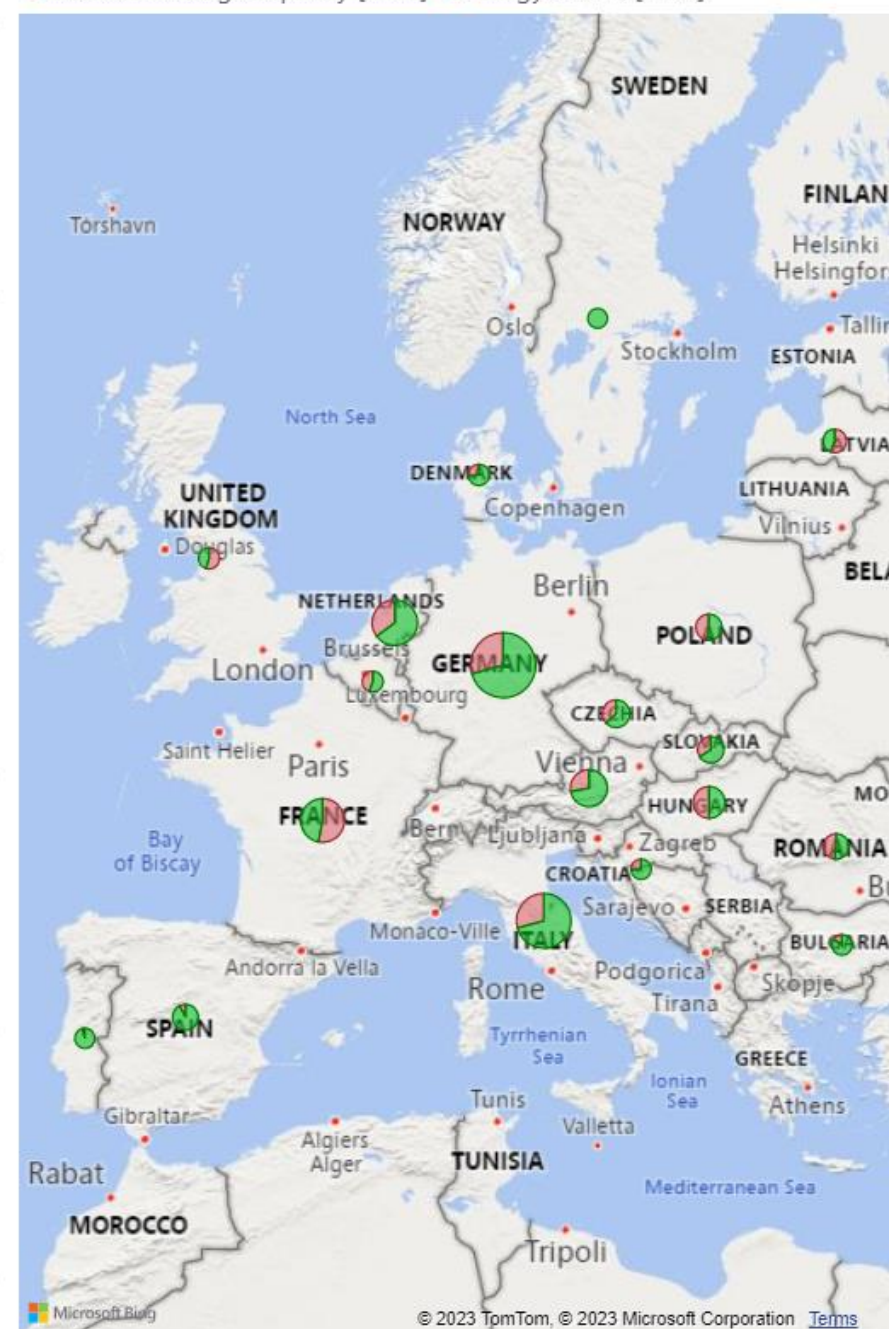 SWEDEN
FINLAN
NORWAY
Tórshavn
Helsinki
Helsingfor
Oslo
Tallin
Stockholm
ESTONIA
North Sea
LATVIA
DENMARK
LITHUANIA
UNITED
KINGDOM
Copenhagen
Vilnius
Douglas
BELA
Berlin
NETHERLANDS
POLAND
Brussels
GERMANY
London
Luxembourg
CZECHIA
SLOVAKIA
Saint Helier
Paris
Vienna
MO
HUNGARY
FRANCE
Bern
Ljubljana
Zagreb
ROMANIA
Bay
of Biscay
CROATIA
Bu
Sarajevo
SERBIA
Monaco-Ville
ITALY
BULGARIA
Andorra la Vella
Podgorica
Skopje
Rome
Tirana
SPAIN
Tyrrhenian
Sea
GREECE
Ionian
Sea
Tunis
Athens
Gibraltar
Valletta
Algiers
Alger
TUNISIA
Rabat
Mediterranean Sea
MOROCCO
Tripoli
Microsoft Bing
© 2023 TomTom, © 2023 Microsoft Corporation Terms